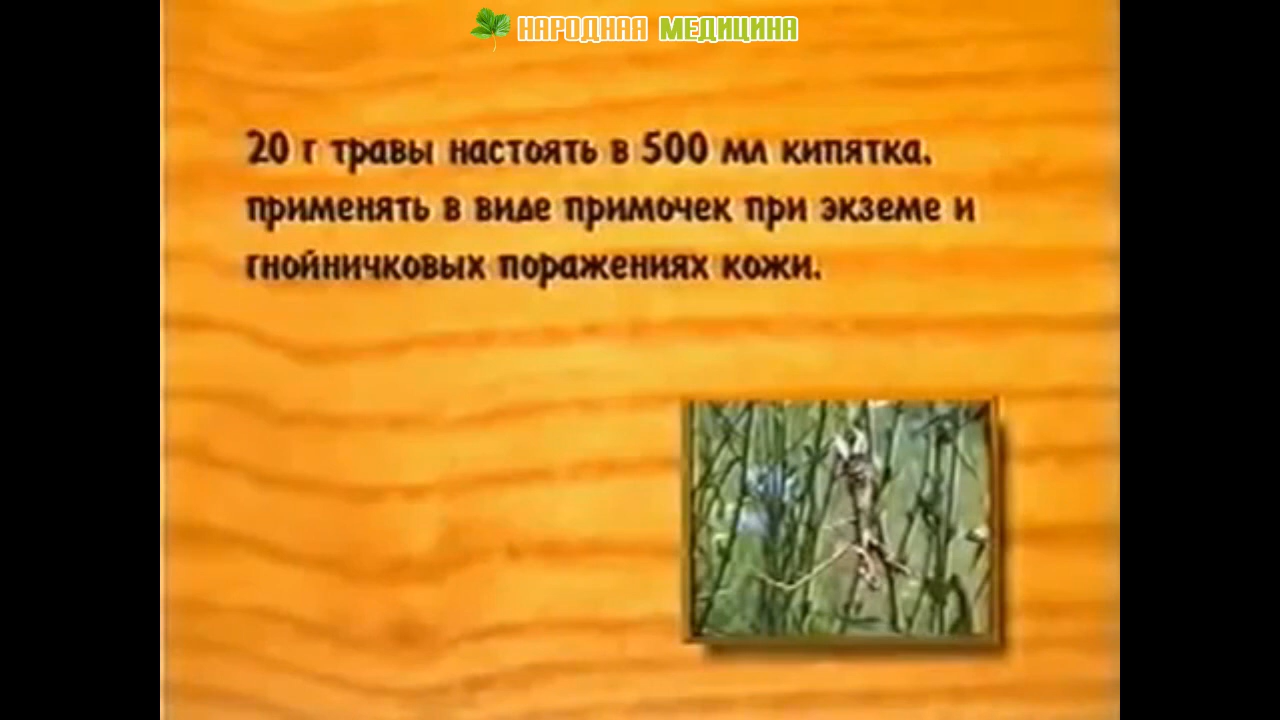 НАРОДНАЯ МЕДИЦИНА
20 г травы настоять в 500 мл кипятка.
применять в виде примочек при экземе и
гнойничковых поражениях кожи.